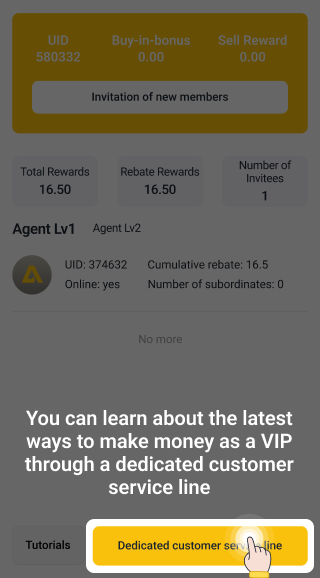 UID Buy-in-bonus Sell Reward
580332 0.00 0.00
Invitation of new members
Total Rewards
16.50
Rebate Rewards
16.50
Number of
Invitees
1
Agent Lv1 Agent Lv2
UID: 374632 Cumulative rebate: 16.5
Online: yes Number of subordinates: 0
No more
You can learn about the latest
ways to make money as a VIP
through a dedicated customer
service line
Tutorials Dedicated customer service line